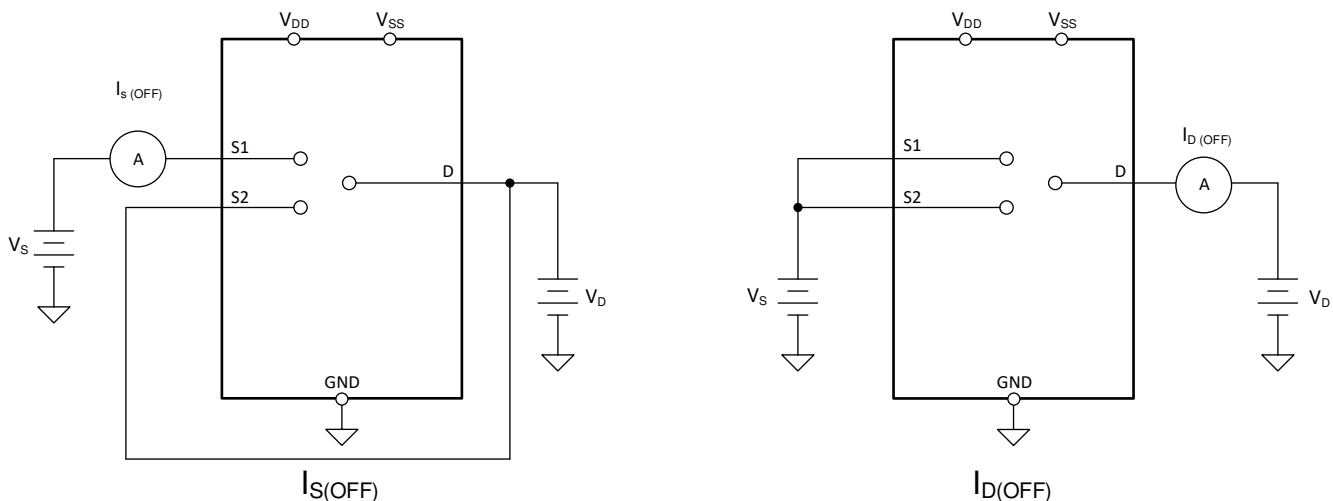 VDD VSS
Is (OFF)
A
S1
D
S2
VS
VD
GND
IS(OFF)
VDD VSS
ID (OFF)
S1
D
A
S2
VS
VD
GND
ID(OFF)